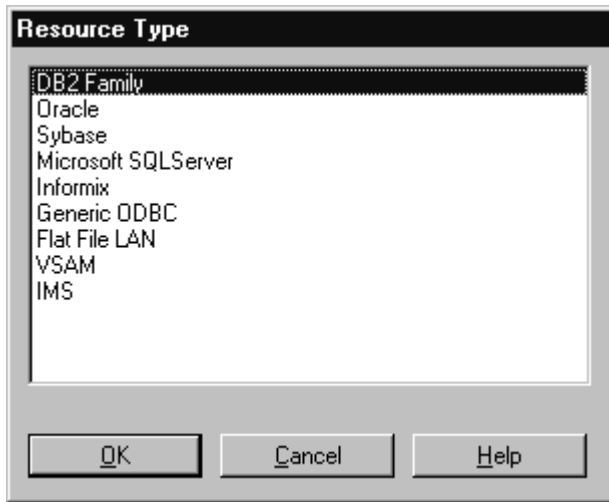 Resource Type
DB2 Family
Oracle
Sybase
Microsoft SQLServer
Informix
Generic ODBC
Flat File LAN
VSAM
IMS
OK
Cancel
Help